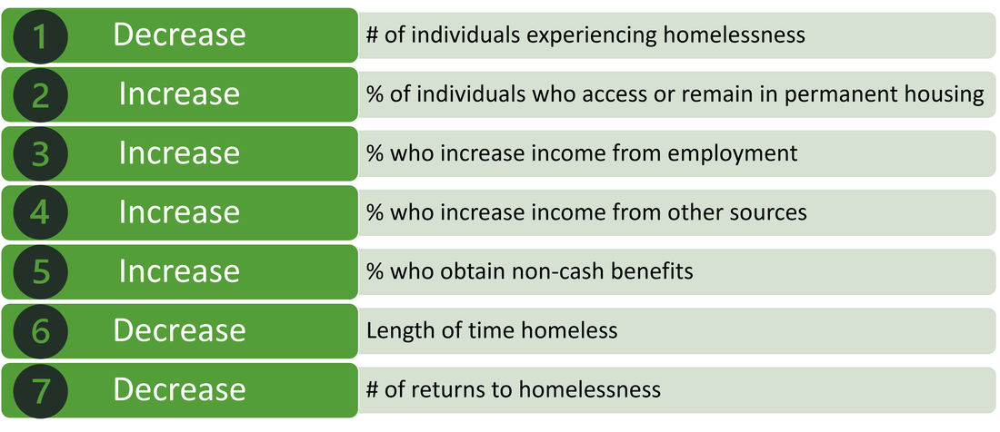 1 Decrease # of individuals experiencing homelessness
2 Increase % of individuals who access or remain in permanent housing
3 Increase % who increase income from employment
4 Increase % who increase income from other sources
5 Increase % who obtain non-cash benefits
6 Decrease Length of time homeless
7 Decrease # of returns to homelessness